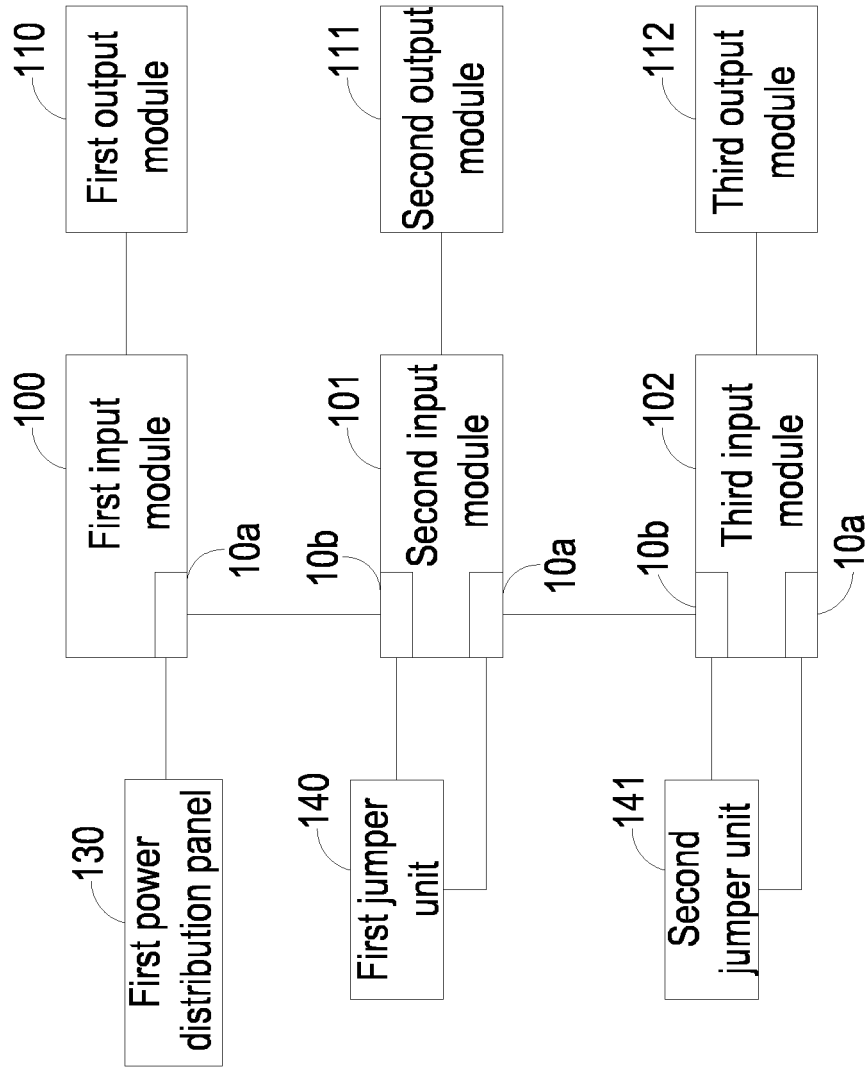 130
First power
distribution panel
100
First input
module
10a
110
First output
module
140
First jumper
unit
10b
101
Second input
module
10a
111
Second output
module
141
Second
jumper unit
10b
102
Third input
module
10a
112
Third output
module